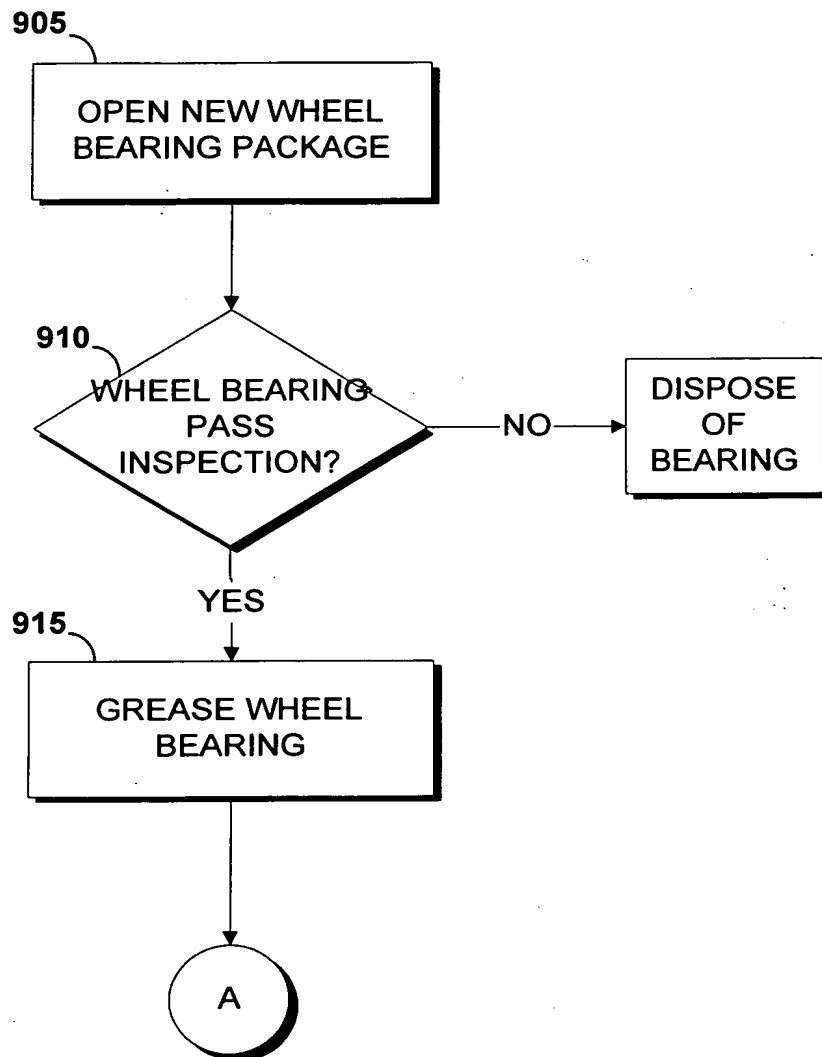 905
OPEN NEW WHEEL
BEARING PACKAGE
910
WHEEL BEARING
PASS
INSPECTION?
NO
DISPOSE
OF
BEARING
YES
915
GREASE WHEEL
BEARING
A